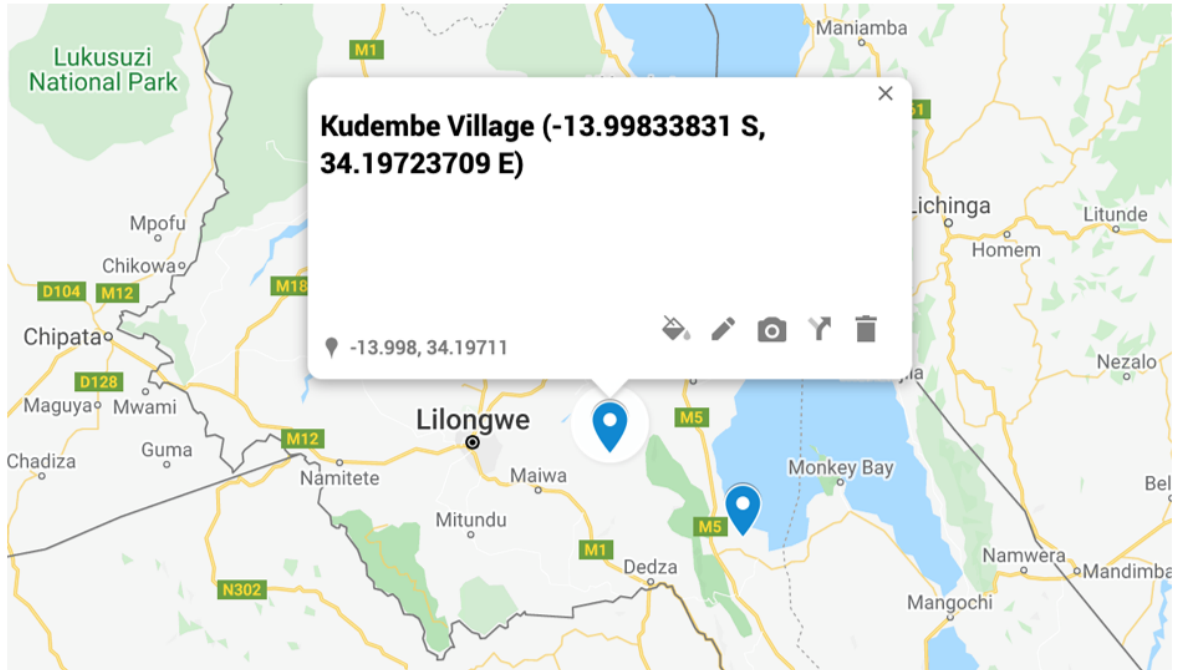 Maniamba
Lukusuzi
National Park
M1
Kudembe Village (-13.99833831 S,
34.19723709 E)
Lichinga
Litunde
Mpofu
Homem
Chikowa
D104
M12
M18
Chipata
-13.998, 34.19711
Nezalo
D128
Maguya
Mwami
Lilongwe
M5
M12
Guma
Chadiza
Namitete
Maiwa
Monkey Bay
Mitundu
M5
M1
Dedza
Namwera
Mandimba
N302
Mangochi